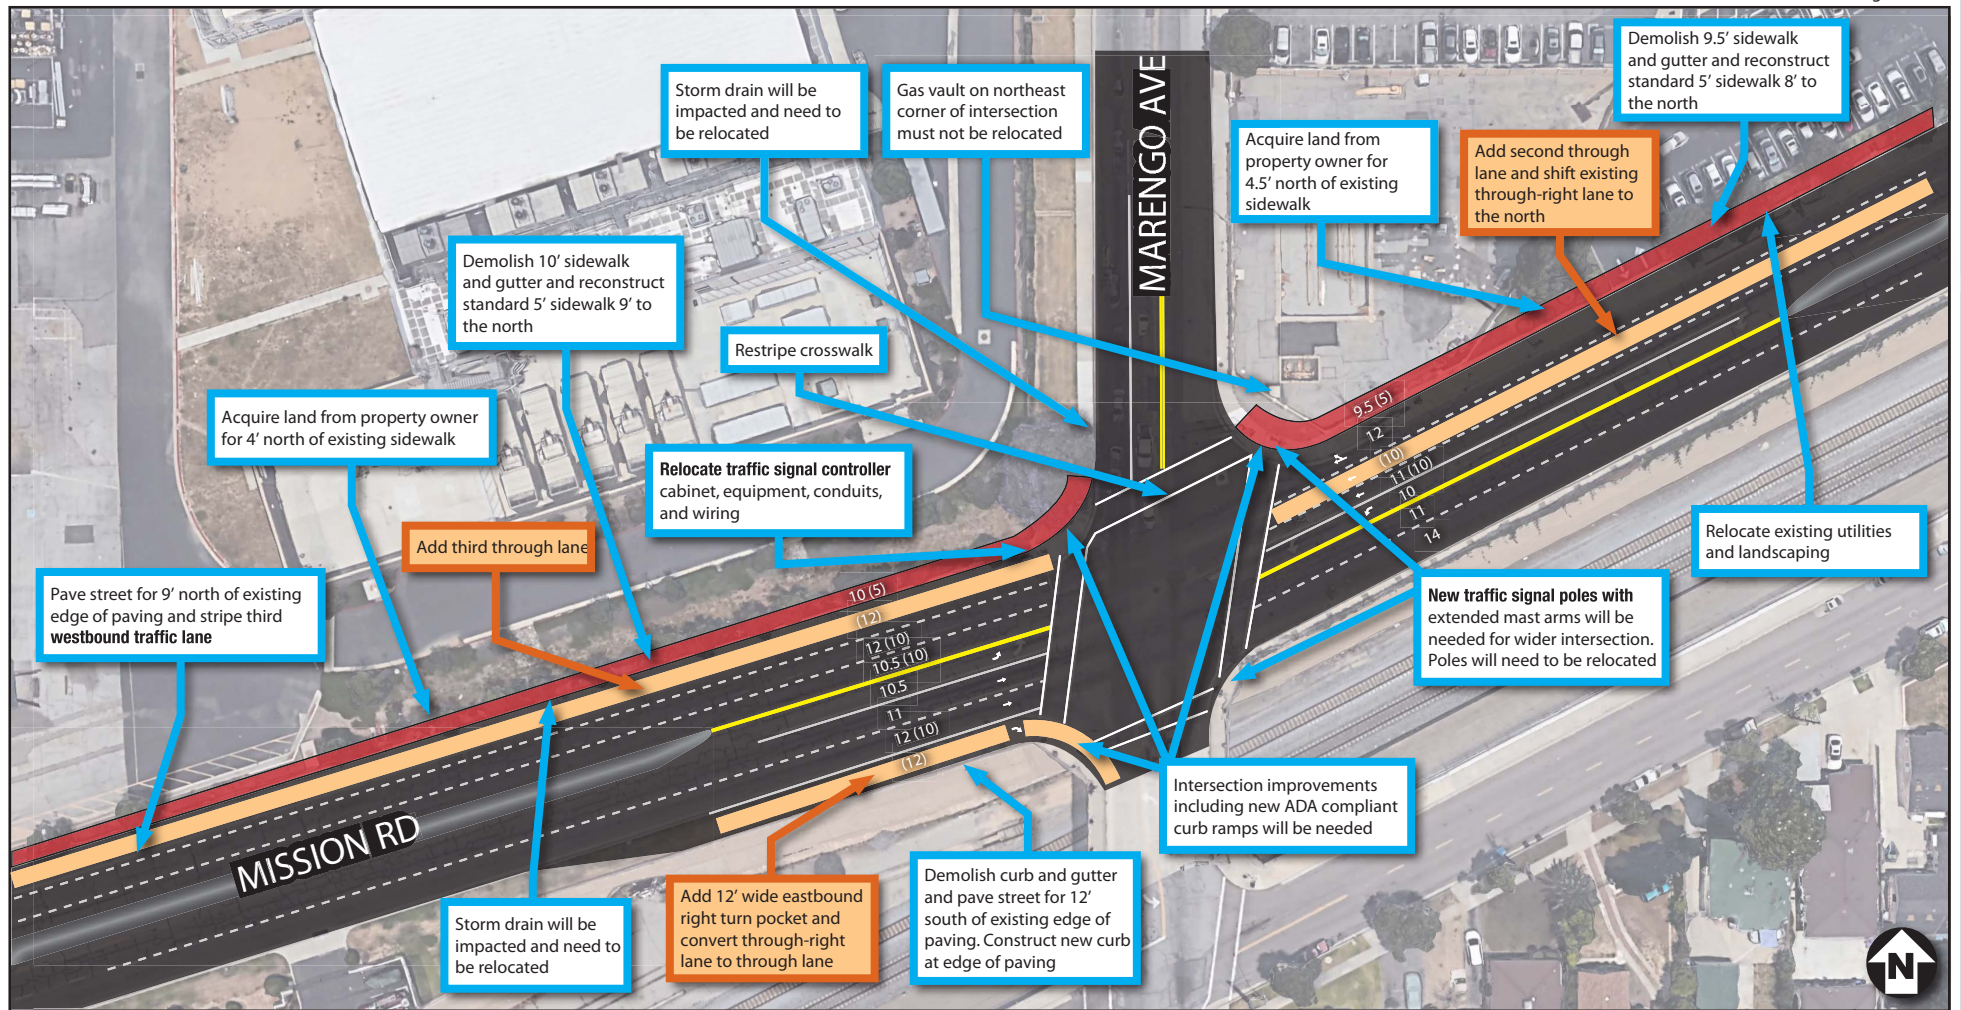 Demolish 9.5' sidewalk
and gutter and reconstruct
standard 5' sidewalk 8' to
the north
Storm drain will be
impacted and need to
be relocated
Gas vault on northeast
corner of intersection
must not be relocated
MARENGO AVE
Acquire land from
property owner for
4.5' north of existing
sidewalk
Add second through
lane and shift existing
through-right lane to
the north
Demolish 10' sidewalk
and gutter and reconstruct
standard 5' sidewalk 9' to
the north
Restripe crosswalk
Acquire land from property owner
for 4' north of existing sidewalk
Relocate traffic signal controller
cabinet, equipment, conduits,
and wiring
9.5 (5)
12
(10)
11 (10)
10
11
14
Add third through lane
Relocate existing utilities
and landscaping
Pave street for 9' north of existing
edge of paving and stripe third
westbound traffic lane
10 (5)
(12)
12 (10)
10.5 (10)
10.5
11
12 (10)
(12)
New traffic signal poles with
extended mast arms will be
needed for wider intersection.
Poles will need to be relocated
Intersection improvements
including new ADA compliant
curb ramps will be needed
MISSION RD
Storm drain will be
impacted and need to
be relocated
Add 12' wide eastbound
right turn pocket and
convert through-right
lane to through lane
Demolish curb and gutter
and pave street for 12'
south of existing edge of
paving. Construct new curb
at edge of paving
N